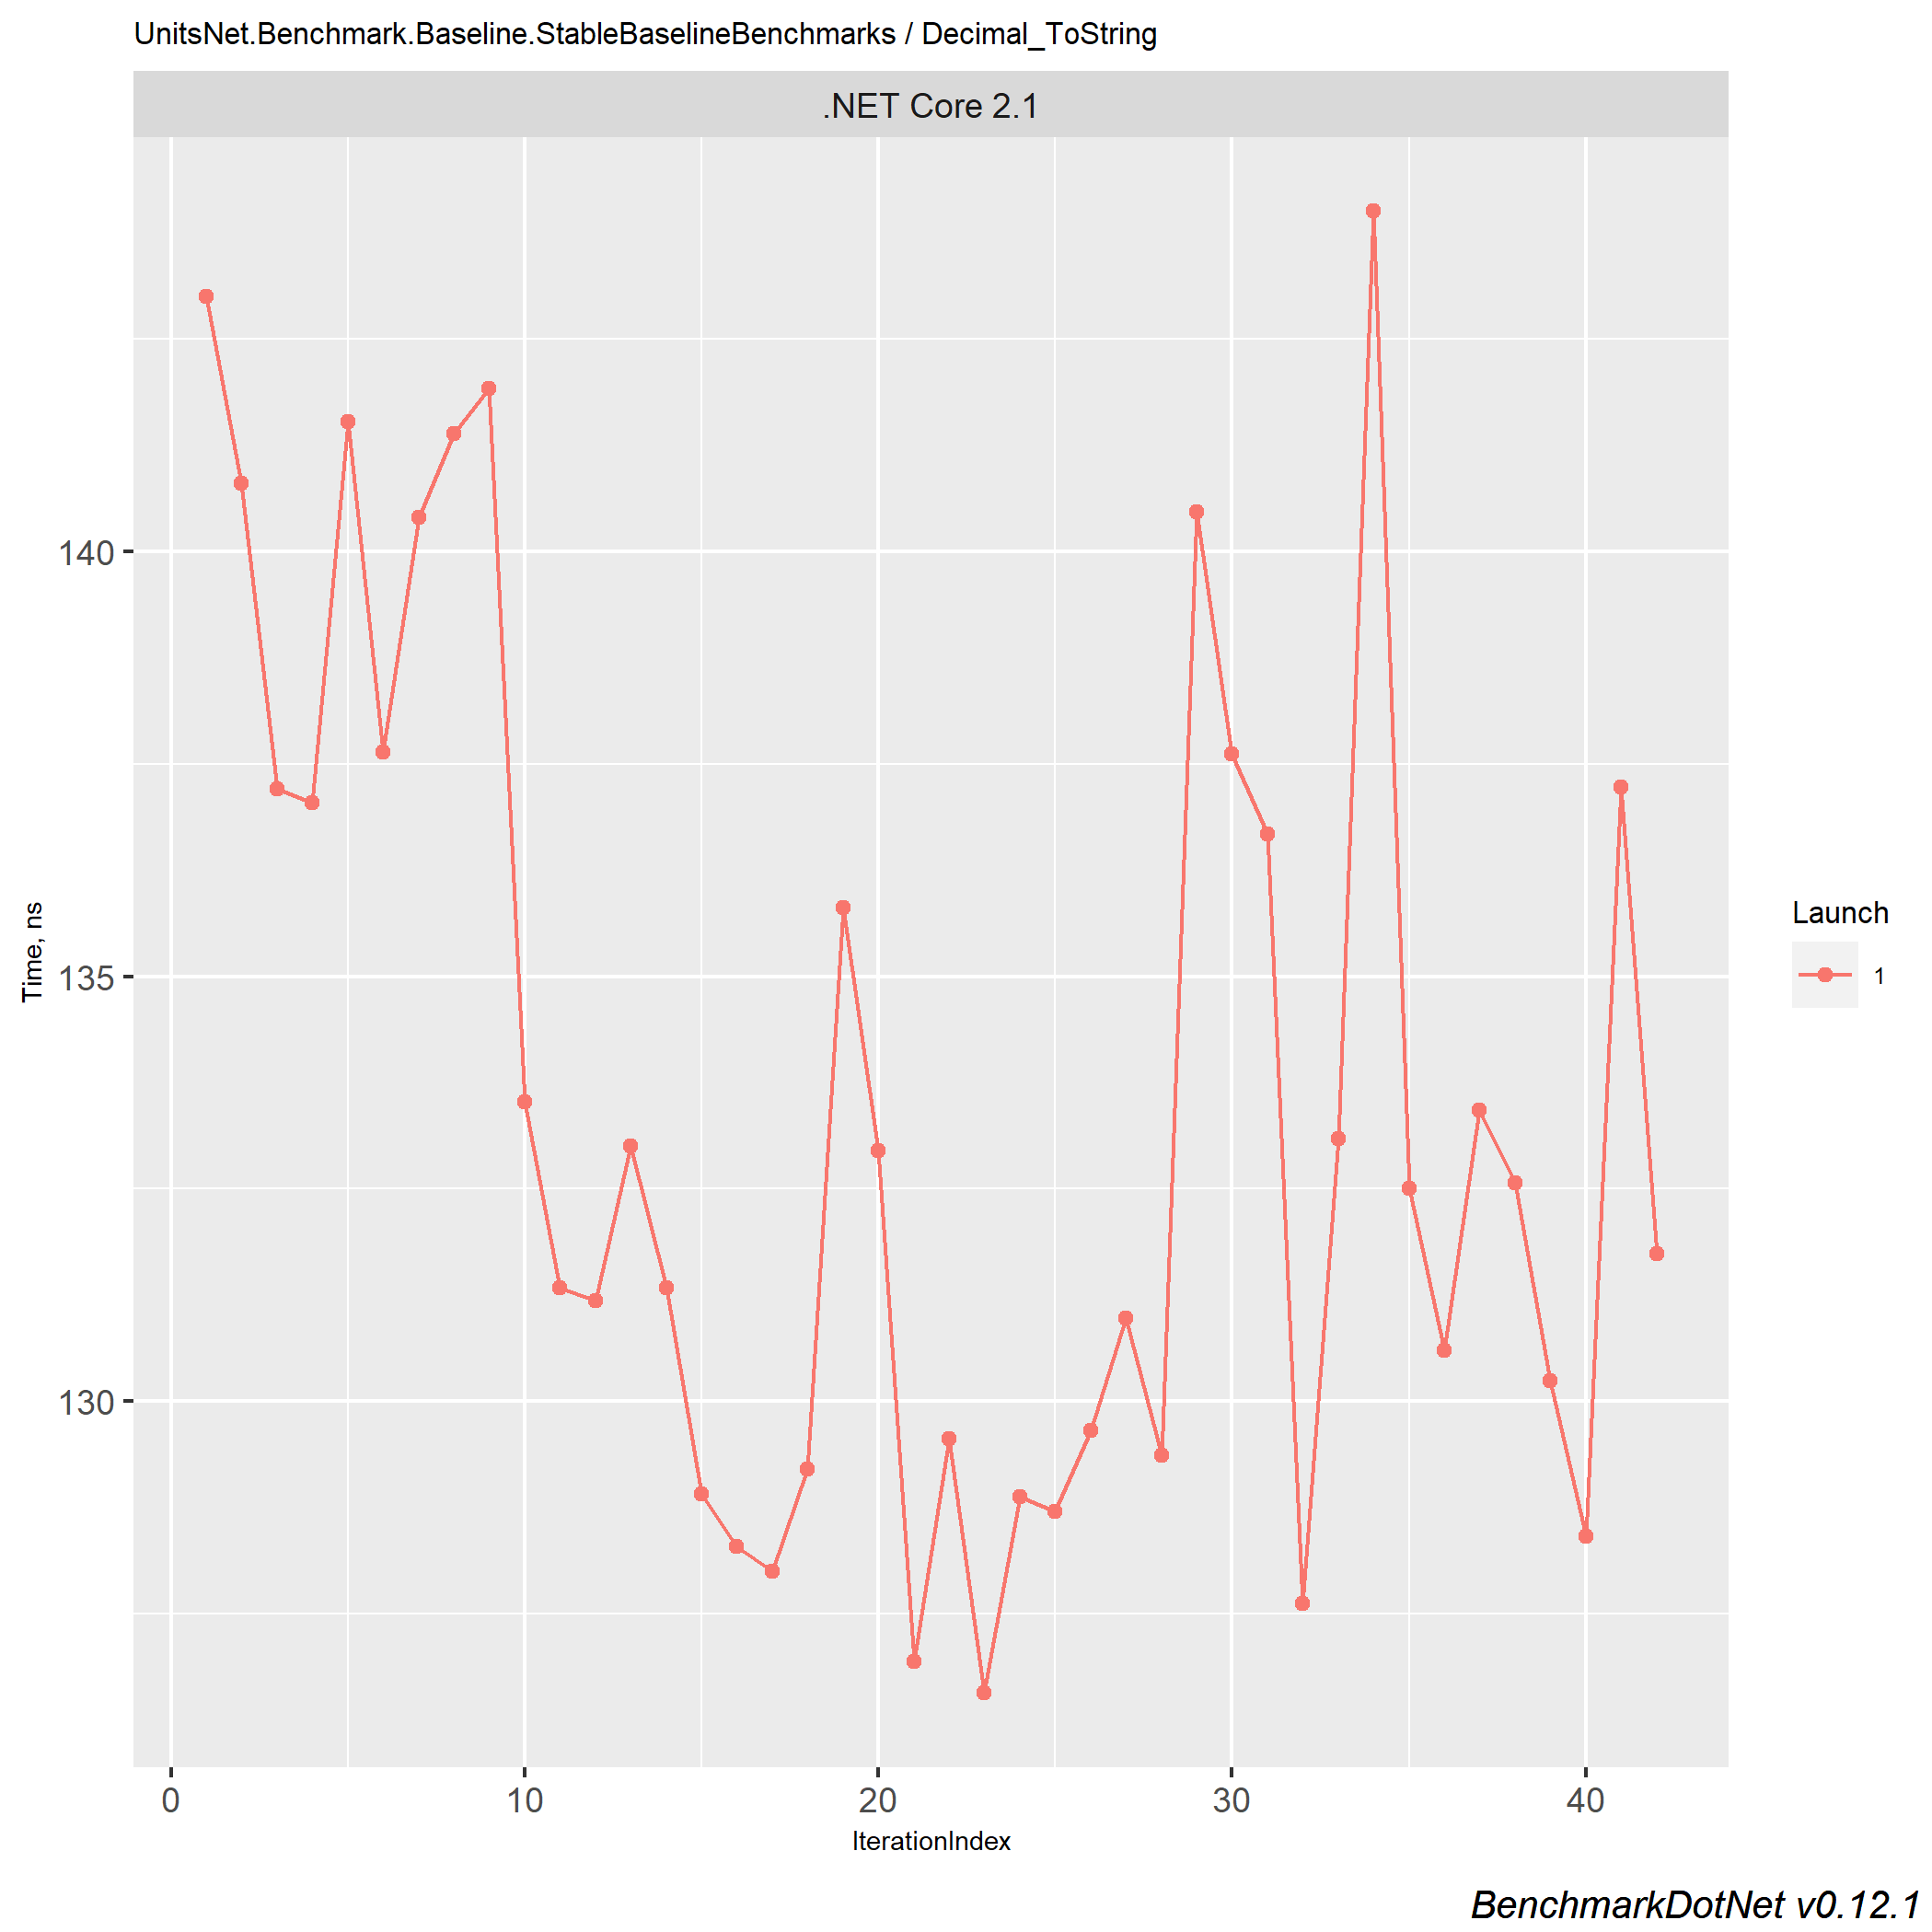 UnitsNet.Benchmark.Baseline.StableBaselineBenchmarks / Decimal_ToString
.NET Core 2.1
140
135
130
Time, ns
0 10 20 30 40
IterationIndex
Launch
1
BenchmarkDotNet v0.12.1